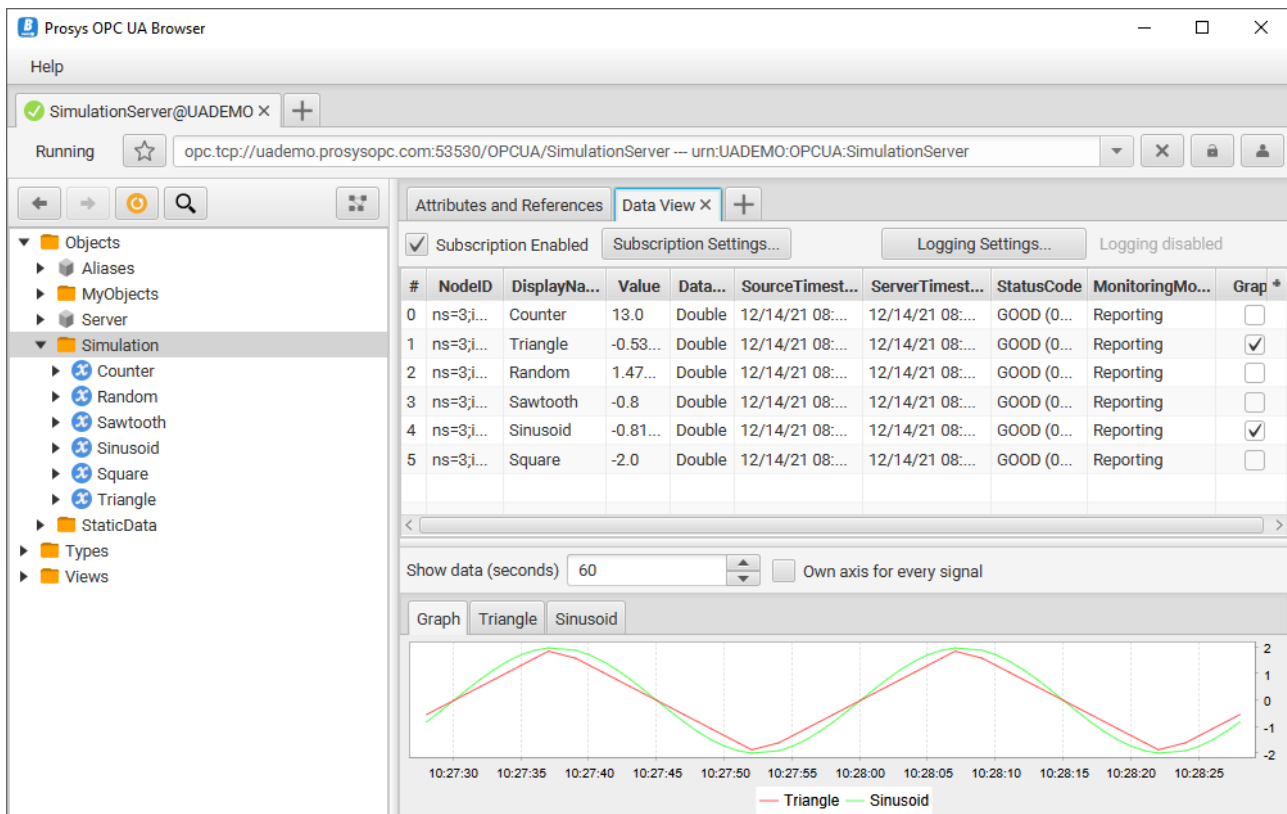 Prosys OPC UA Browser
Help
SimulationServer@UADEMO
Running opc.tcp://uademo.prosysopc.com:53530/OPCUA/SimulationServer --- urn:UADEMO:OPCUA:SimulationServer
Objects
Aliases
MyObjects
Server
Simulation
Counter
Random
Sawtooth
Sinusoid
Square
Triangle
StaticData
Types
Views
Attributes and References Data View
Subscription Enabled Subscription Settings... Logging Settings... Logging disabled
# NodeID DisplayNa... Value Data... SourceTimest... ServerTimest... StatusCode MonitoringMo... Grap
0 ns=3;i... Counter 13.0 Double 12/14/21 08:... 12/14/21 08:... GOOD (0... Reporting
1 ns=3;i... Triangle -0.53... Double 12/14/21 08:... 12/14/21 08:... GOOD (0... Reporting
2 ns=3;i... Random 1.47... Double 12/14/21 08:... 12/14/21 08:... GOOD (0... Reporting
3 ns=3;i... Sawtooth -0.8 Double 12/14/21 08:... 12/14/21 08:... GOOD (0... Reporting
4 ns=3;i... Sinusoid -0.81... Double 12/14/21 08:... 12/14/21 08:... GOOD (0... Reporting
5 ns=3;i... Square -2.0 Double 12/14/21 08:... 12/14/21 08:... GOOD (0... Reporting
Show data (seconds) 60 Own axis for every signal
Graph Triangle Sinusoid
2
1
0
-1
-2
10:27:30 10:27:35 10:27:40 10:27:45 10:27:50 10:27:55 10:28:00 10:28:05 10:28:10 10:28:15 10:28:20 10:28:25
Triangle Sinusoid